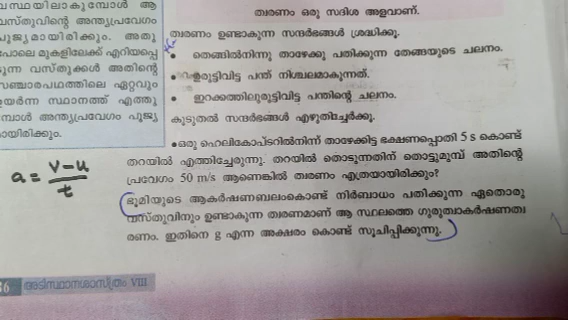 വസ്ഥയിലാകുമ്പോൾ ആ
വസ്തുവിന്റെ അന്ത്യപ്രവേഗം
പൂജ്യമായിരിക്കും. അതു
പോലെ മുകളിലേക്ക് എറിയപ്പെ
ടുന്ന വസ്തുക്കൾ അതിന്റെ
സഞ്ചാരപഥത്തിലെ ഏറ്റവും
ഉയർന്ന സ്ഥാനത്ത് എത്തു
മ്പോൾ അന്ത്യപ്രവേഗം പൂജ്യ
മായിരിക്കും.
a = v-u / t
ത്വരണം ഒരു സദിശ അളവാണ്.
ത്വരണം ഉണ്ടാകുന്ന സന്ദർഭങ്ങൾ ശ്രദ്ധിക്കൂ.
• തെങ്ങിൽനിന്നു താഴേക്കു പതിക്കുന്ന തേങ്ങയുടെ ചലനം.
• ഉരുട്ടിവിട്ട പന്ത് നിശ്ചലമാകുന്നത്.
• ഇറക്കത്തിലുരുട്ടിവിട്ട പന്തിന്റെ ചലനം.
കൂടുതൽ സന്ദർഭങ്ങൾ എഴുതിച്ചേർക്കൂ.
•ഒരു ഹെലികോപ്ടറിൽനിന്ന് താഴേക്കിട്ട ഭക്ഷണപ്പൊതി 5 s കൊണ്ട്
തറയിൽ എത്തിച്ചേരുന്നു. തറയിൽ തൊടുന്നതിന് തൊട്ടുമുമ്പ് അതിന്റെ
പ്രവേഗം 50 m/s ആണെങ്കിൽ ത്വരണം എത്രയായിരിക്കും?
ഭൂമിയുടെ ആകർഷണബലംകൊണ്ട് നിർബാധം പതിക്കുന്ന ഏതൊരു
വസ്തുവിനും ഉണ്ടാകുന്ന ത്വരണമാണ് ആ സ്ഥലത്തെ ഗുരുത്വാകർഷണത്വ
രണം. ഇതിനെ g എന്ന അക്ഷരം കൊണ്ട് സൂചിപ്പിക്കുന്നു.
അടിസ്ഥാനശാസ്ത്രം VIII